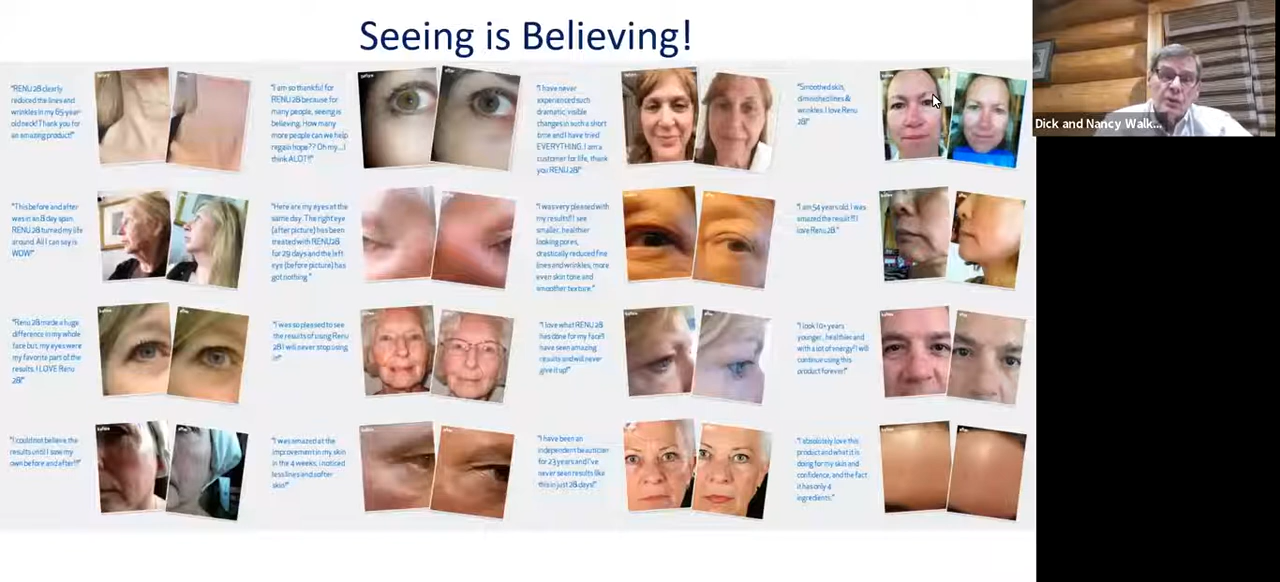 Seeing is Believing!
"RENU 28 clearly
reduced the lines and
wrinkles in my 65-year-
old neck! Thank you for
an amazing product!"
before
after
"I am so thankful for
RENU 28 because for
many people, seeing is
believing. How many
more people can we help
regain hope?? Oh my...I
think ALOT!!"
before
after
"I have never
experienced such
dramatic, visible
changes in such a short
time and I have tried
EVERYTHING. I am a
customer for life, thank
you RENU 28!"
before
after
"Smoothed skin,
diminished lines &
wrinkles. I love Renu
28!"
before
after
Dick and Nancy Walk...
"This before and after
was in an 8 day span.
RENU 28 turned my life
around. All I can say is
WOW!"
"Here are my eyes at the
same day. The right eye
(after picture) has been
treated with RENU28
for 29 days and the left
eye (before picture) has
got nothing."
"I was very pleased with
my results!! I see
smaller, healthier
looking pores,
drastically reduced fine
lines and wrinkles, more
even skin tone and
smoother texture."
"I am 54 years old. I was
amazed the result!!! I
love Renu 28."
"Renu 28 made a huge
difference in my whole
face but, my eyes were
my favorite part of the
results. I LOVE Renu
28!"
"I was so pleased to see
the results of using Renu
28 I will never stop using
it!"
"I love what RENU 28
has done for my face! I
have seen amazing
results and will never
give it up!"
"I look 10+ years
younger, healthier and
with a lot of energy! I will
continue using this
product forever!"
"I could not believe the
results until I saw my
own before and after!!"
"I was amazed at the
improvement in my skin
in the 4 weeks. I noticed
less lines and softer
skin!"
"I have been an
independent beautician
for 23 years and I've
never seen results like
this in just 28 days!"
"I absolutely love this
product and what it is
doing for my skin and
confidence, and the fact
it has only 4
ingredients."